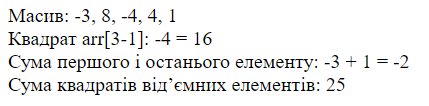 Масив: -3, 8, -4, 4, 1
Квадрат arr[3-1]: -4 = 16
Сума першого і останього елементу: -3 + 1 = -2
Сума квадратів від’ємних елементів: 25